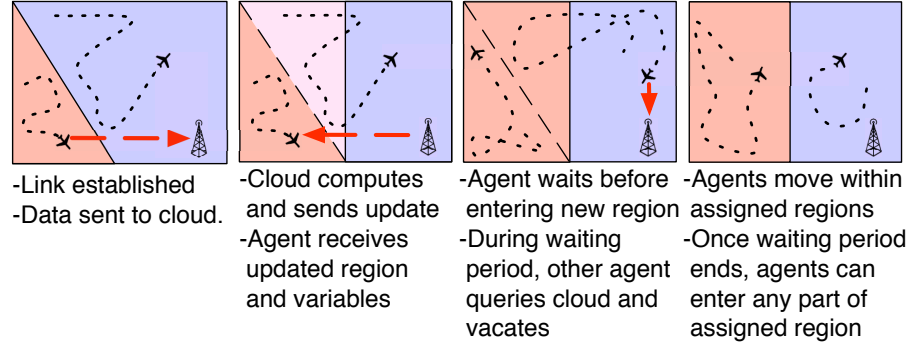 -Link established
-Data sent to cloud.
-Cloud computes
and sends update
-Agent receives
updated region
and variables
-Agent waits before
entering new region
-During waiting
period, other agent
queries cloud and
vacates
-Agents move within
assigned regions
-Once waiting period
ends, agents can
enter any part of
assigned region